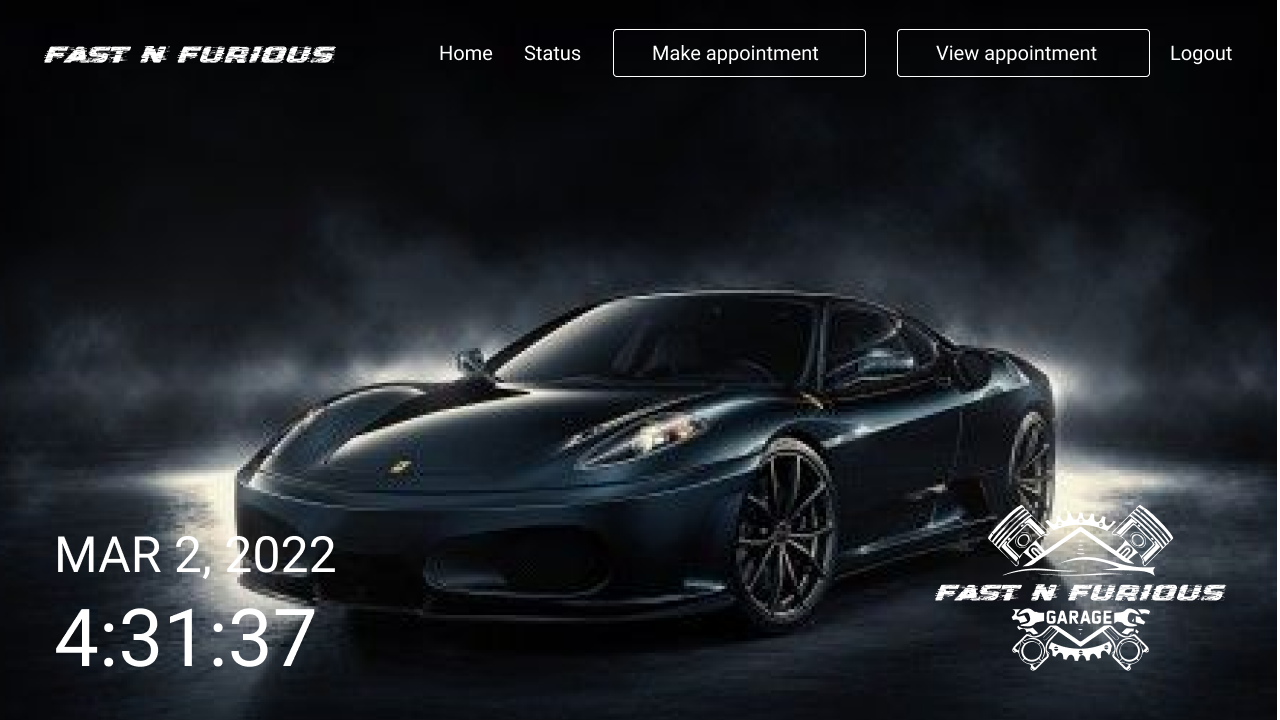 FAST N FURIOUS
Home Status Make appointment View appointment Logout
MAR 2, 2022
4:31:37
FAST N FURIOUS
GARAGE